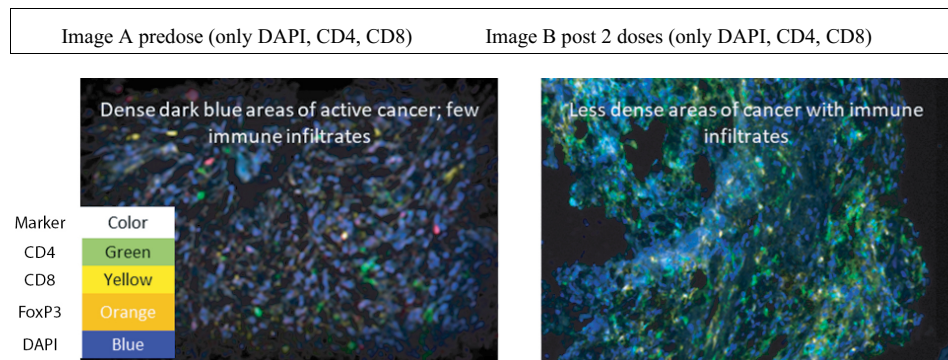 Image A predose (only DAPI, CD4, CD8)
Image B post 2 doses (only DAPI, CD4, CD8)
Dense dark blue areas of active cancer; few
immune infiltrates
Less dense areas of cancer with immune
infiltrates
Marker Color
CD4 Green
CD8 Yellow
FoxP3 Orange
DAPI Blue